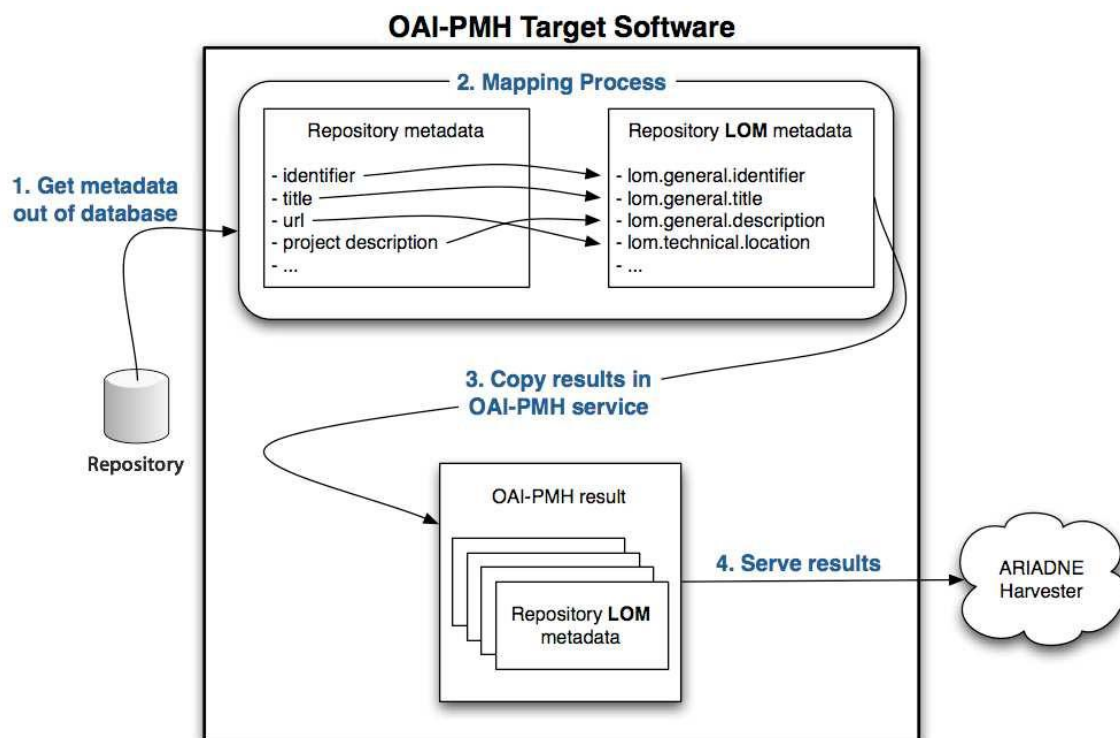 OAI-PMH Target Software
2. Mapping Process
Repository metadata
- identifier
- title
- url
- project description
- ...
Repository LOM metadata
- lom.general.identifier
- lom.general.title
- lom.general.description
- lom.technical.location
- ...
1. Get metadata
out of database
Repository
3. Copy results in
OAI-PMH service
OAI-PMH result
Repository LOM
metadata
4. Serve results
ARIADNE
Harvester